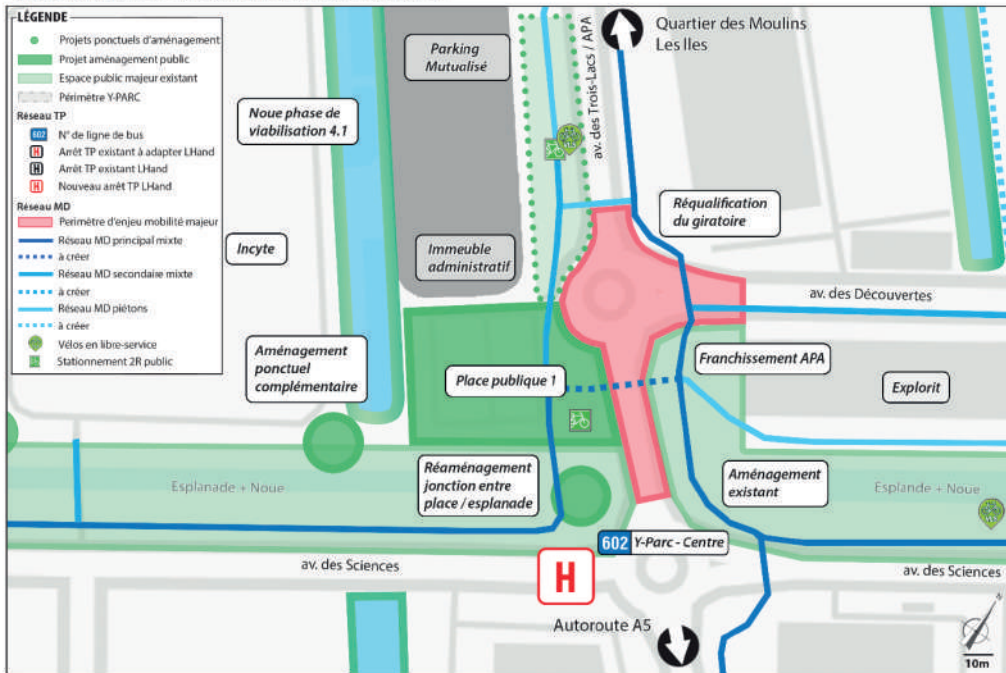 LÉGENDE
Projets ponctuels d'aménagement
Projet aménagement public
Espace public majeur existant
Périmètre Y-PARC
Réseau TP
602 N° de ligne de bus
H Arrêt TP existant à adapter LHand
H Arrêt TP existant LHand
H Nouveau arrêt TP LHand
Réseau MD
Perimètre d'enjeu mobilité majeur
Réseau MD principal mixte
à créer
Réseau MD secondaire mixte
à créer
Réseau MD piétons
à créer
Vélos en libre-service
Stationnement 2R public
Parking
Mutualisé
av. des Trois-Lacs / APA
Quartier des Moulins
Les Iles
Noue phase de
viabilisation 4.1
Réqualification
du giratoire
Incyte
Immeuble
administratif
av. des Découvertes
Aménagement
ponctuel
complémentaire
Place publique 1
Franchissement APA
Explorit
Réaménagement
jonction entre
place / esplanade
Aménagement
existant
Esplanade + Noue
Esplande + Noue
602 Y-Parc - Centre
av. des Sciences
av. des Sciences
H
Autoroute A5
10m